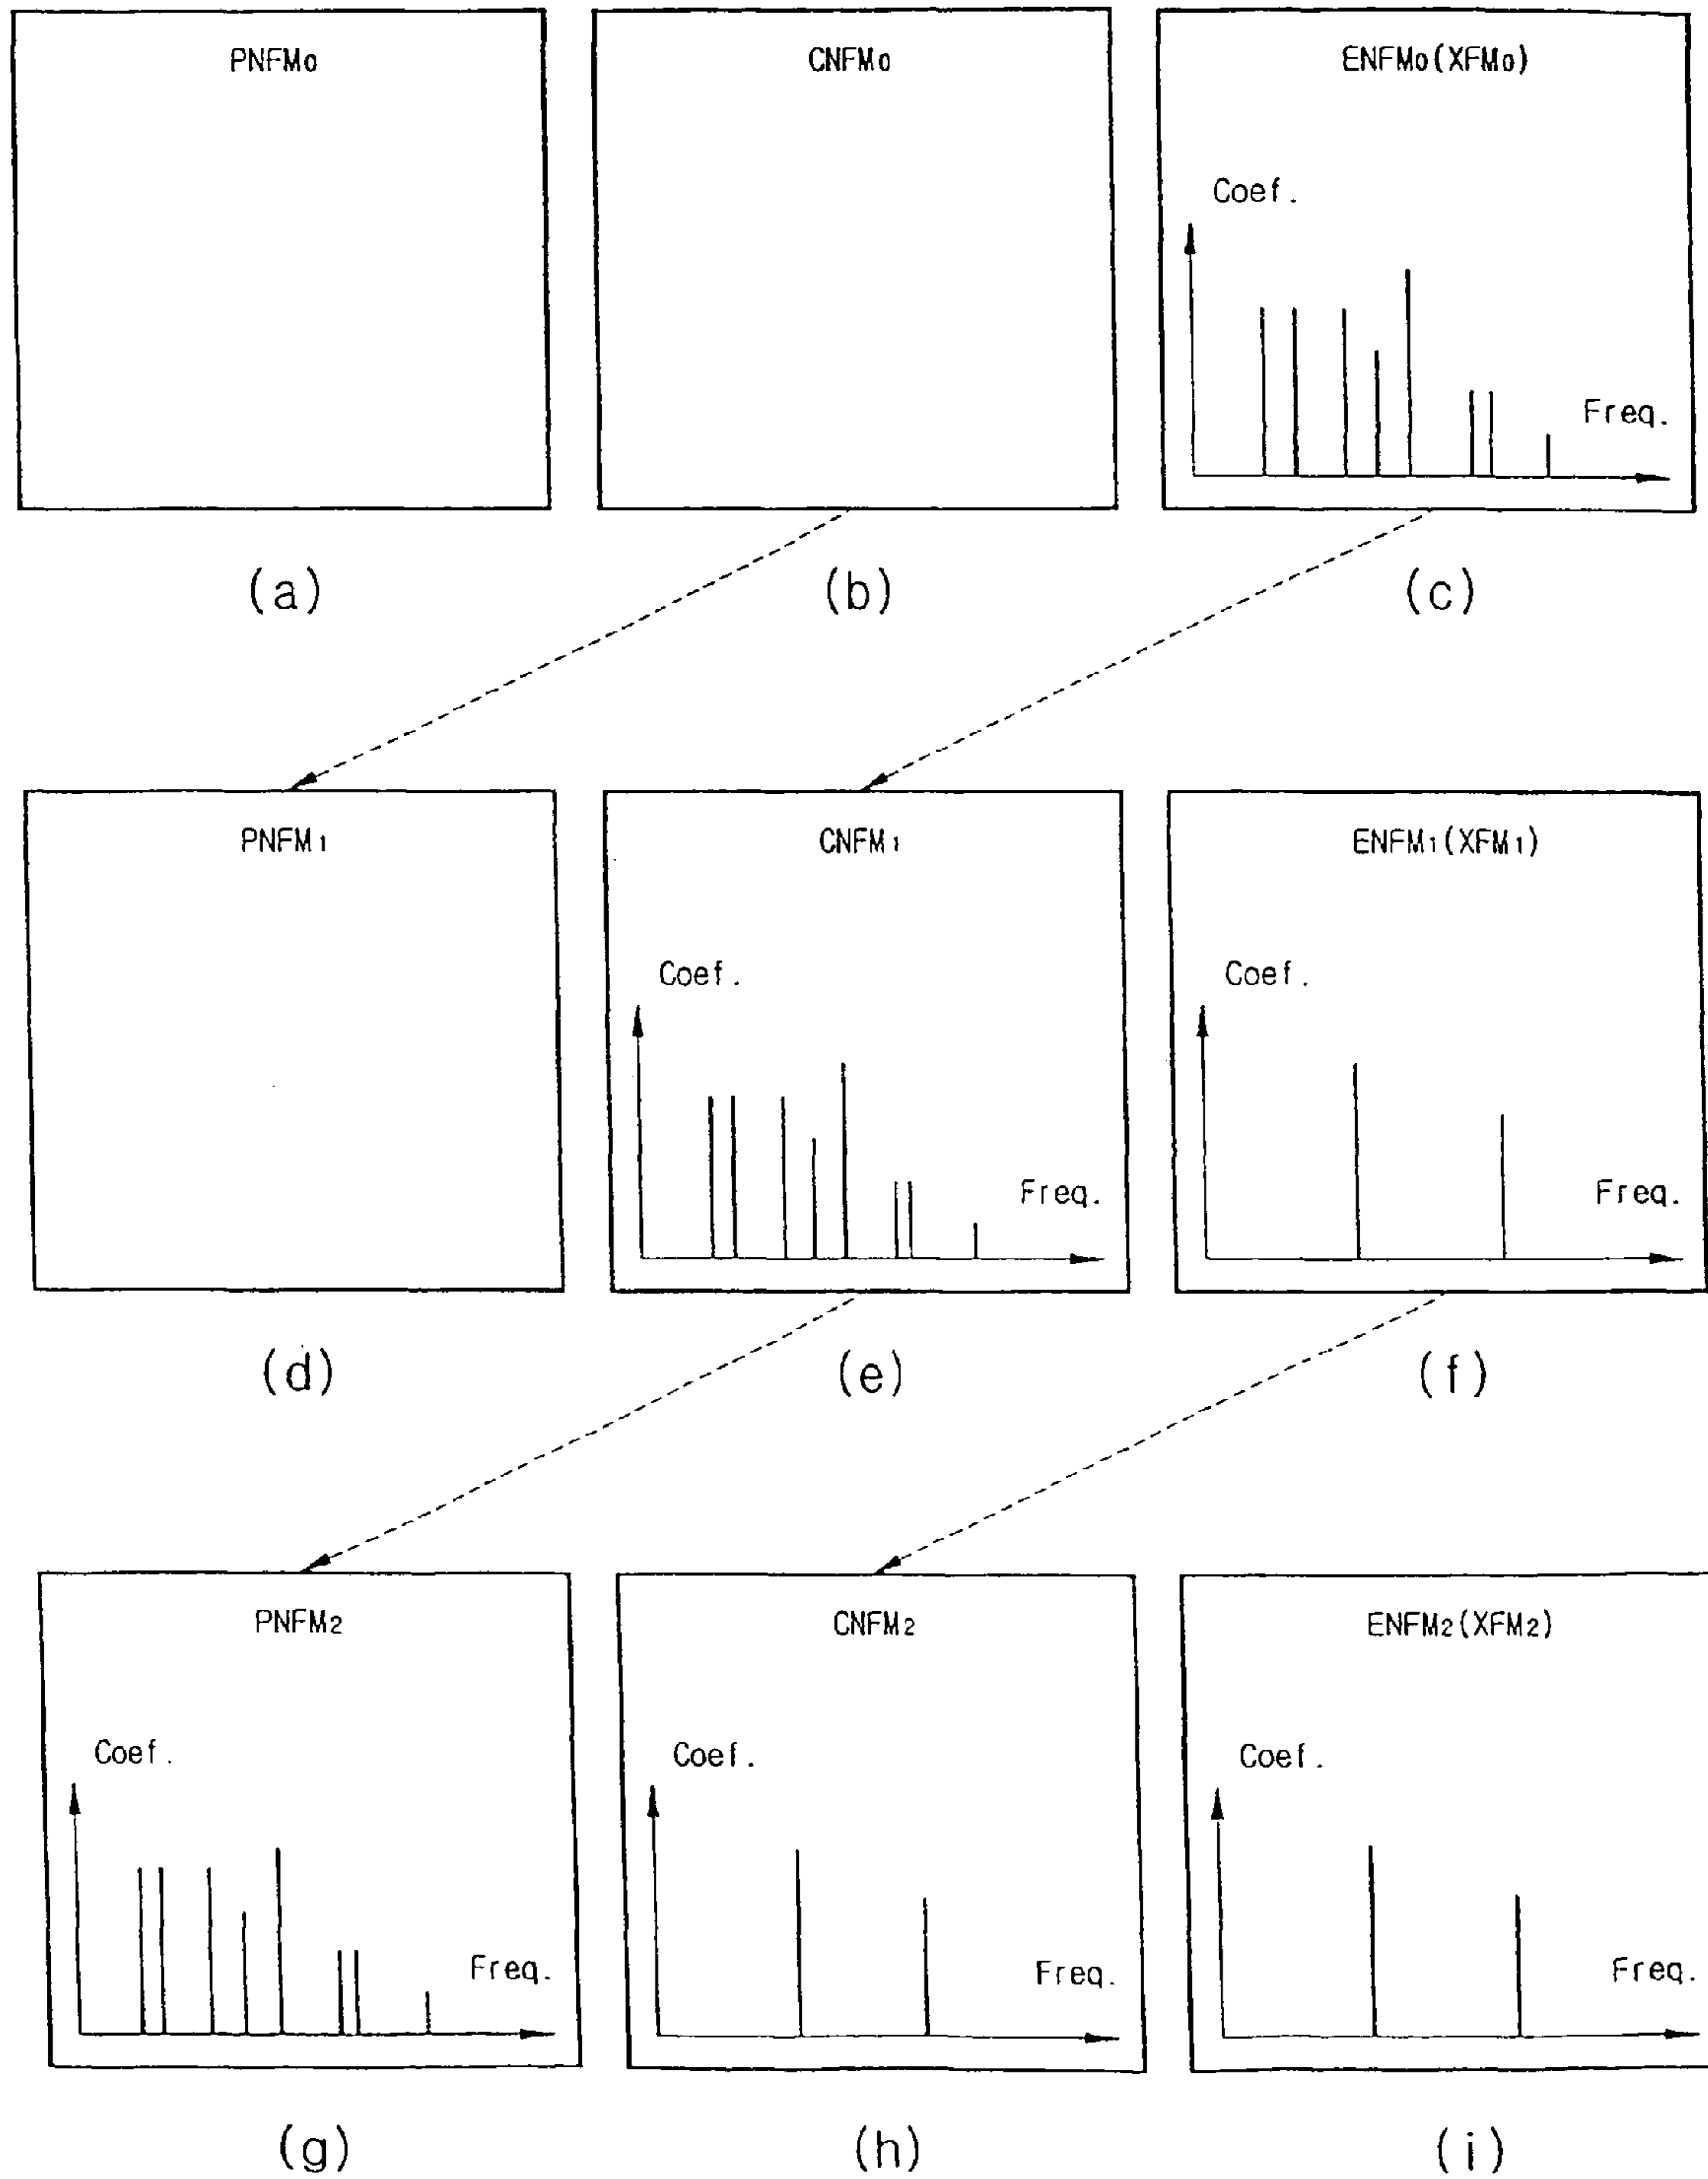 PNFM0
CNFM0
ENFM0(XFM0)
Coef.
Freq.
(a)
(b)
(c)
PNFM1
CNFM1
ENFM1(XFM1)
Coef.
Coef.
Freq.
Freq.
(d)
(e)
(f)
PNFM2
CNFM2
ENFM2(XFM2)
Coef.
Coef.
Coef.
Freq.
Freq.
Freq.
(g)
(h)
(i)